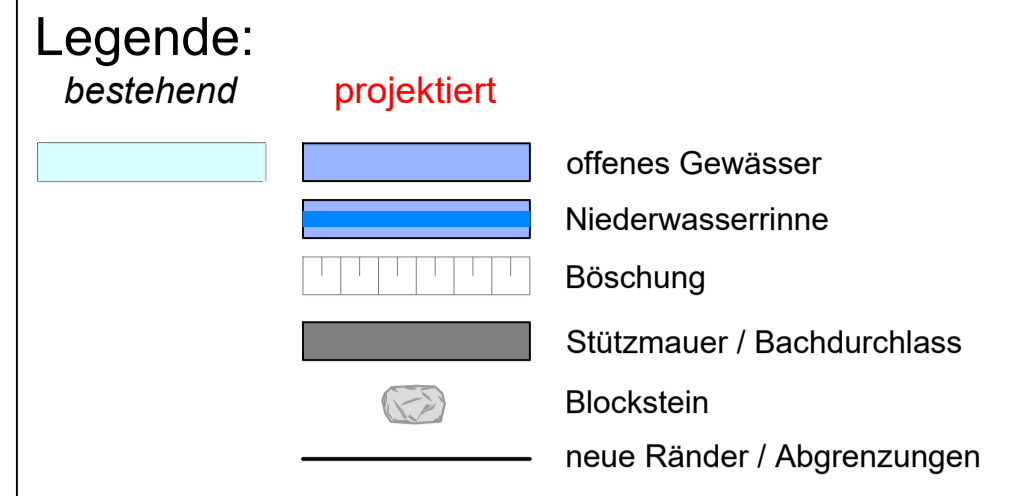 Legende:
bestehend projektiert
offenes Gewässer
Niederwasserrinne
Böschung
Stützmauer / Bachdurchlass
Blockstein
neue Ränder / Abgrenzungen